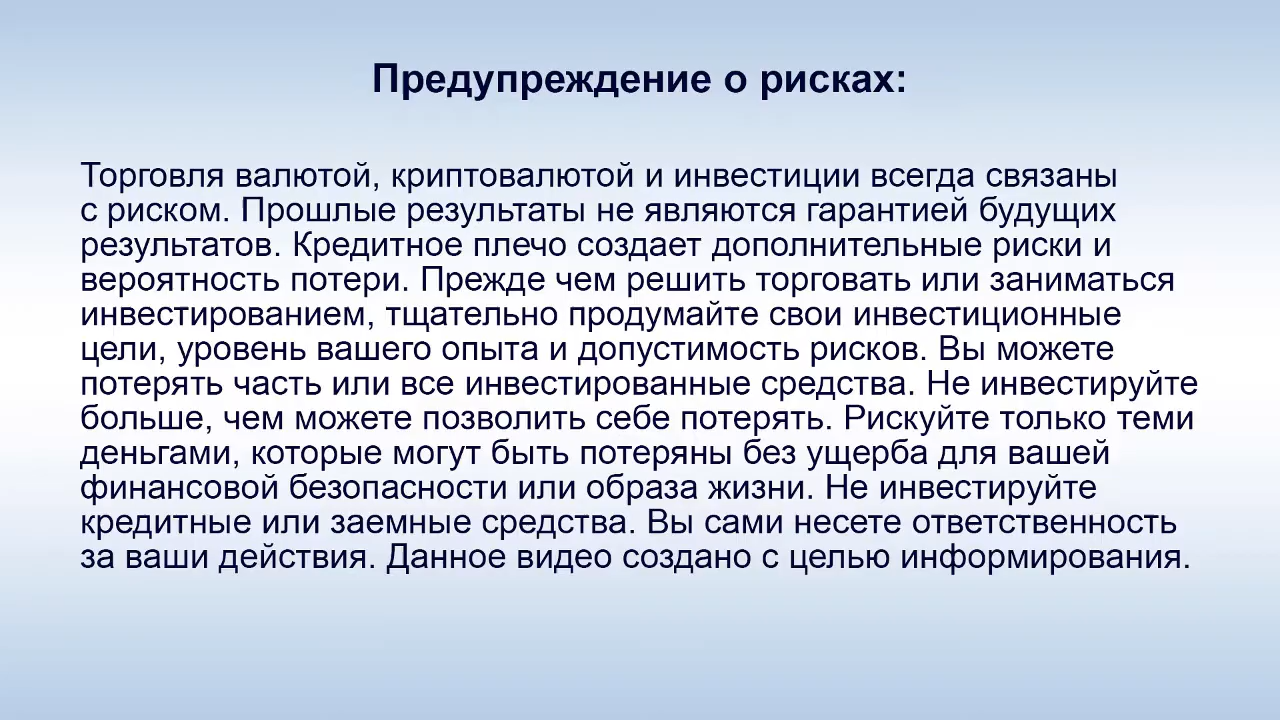 Предупреждение о рисках:
Торговля валютой, криптовалютой и инвестиции всегда связаны
с риском. Прошлые результаты не являются гарантией будущих
результатов. Кредитное плечо создает дополнительные риски и
вероятность потери. Прежде чем решить торговать или заниматься
инвестированием, тщательно продумайте свои инвестиционные
цели, уровень вашего опыта и допустимость рисков. Вы можете
потерять часть или все инвестированные средства. Не инвестируйте
больше, чем можете позволить себе потерять. Рискуйте только теми
деньгами, которые могут быть потеряны без ущерба для вашей
финансовой безопасности или образа жизни. Не инвестируйте
кредитные или заемные средства. Вы сами несете ответственность
за ваши действия. Данное видео создано с целью информирования.